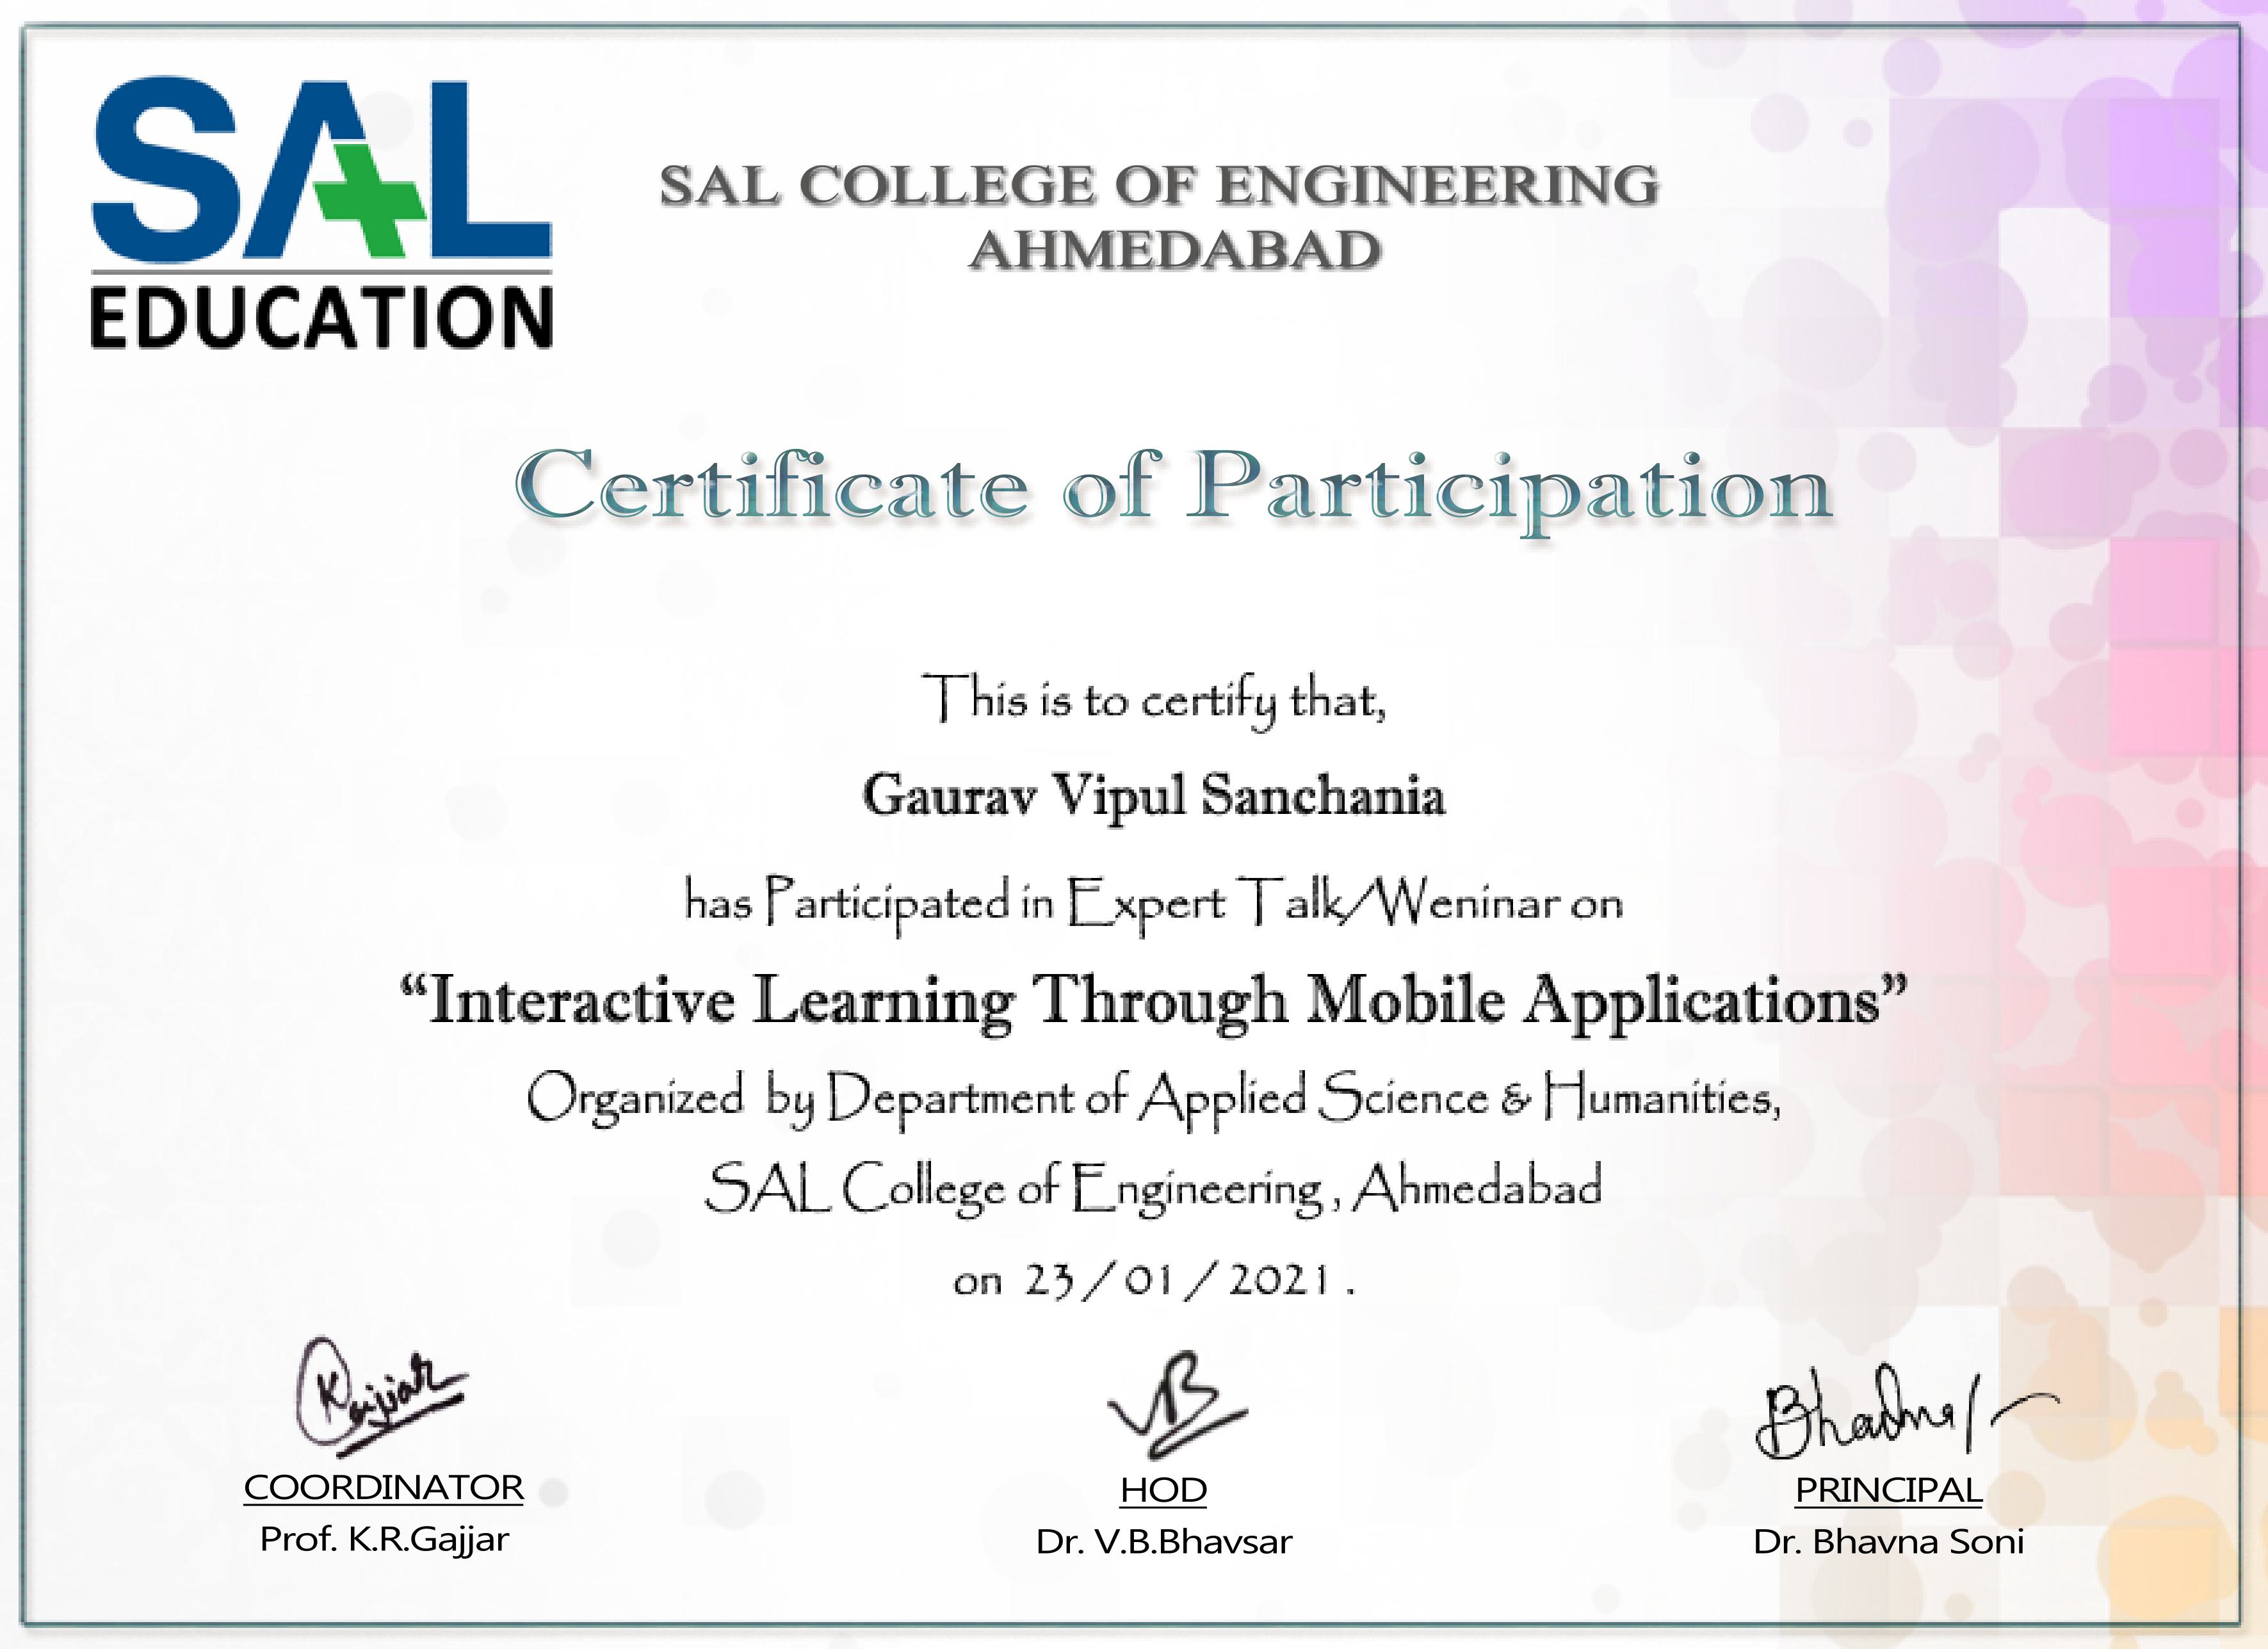 SAL
EDUCATION
SAL COLLEGE OF ENGINEERING
AHMEDABAD
Certificate of Participation
This is to certify that,
Gaurav Vipul Sanchania
has Participated in Expert Talk/Weninar on
“Interactive Learning Through Mobile Applications”
Organized by Department of Applied Science & Humanities,
SAL College of Engineering , Ahmedabad
on 23 / 01 / 2021 .
KGajjar
VB
Bhavna/-
COORDINATOR
HOD
PRINCIPAL
Prof. K.R.Gajjar
Dr. V.B.Bhavsar
Dr. Bhavna Soni